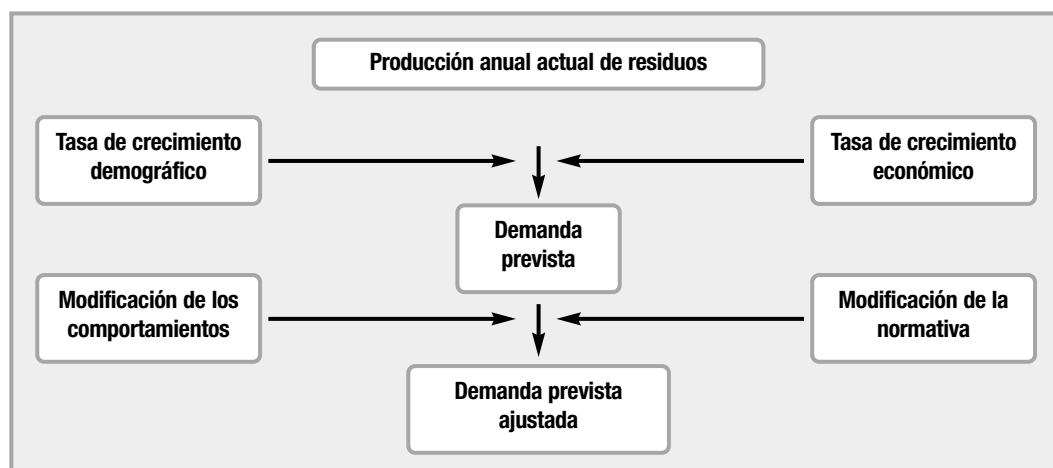 Producción anual actual de residuos
Tasa de crecimiento
demográfico
Tasa de crecimiento
económico
Demanda
prevista
Modificación de los
comportamientos
Modificación de la
normativa
Demanda prevista
ajustada